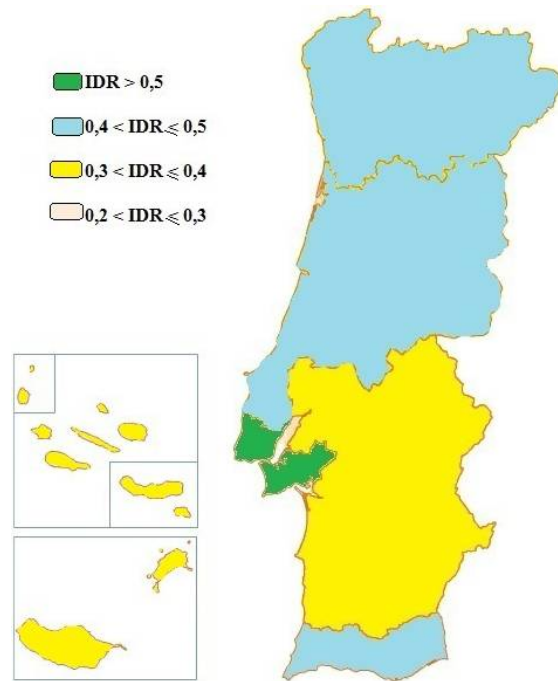 IDR > 0,5
0,4 < IDR ⩽ 0,5
0,3 < IDR ⩽ 0,4
0,2 < IDR ⩽ 0,3